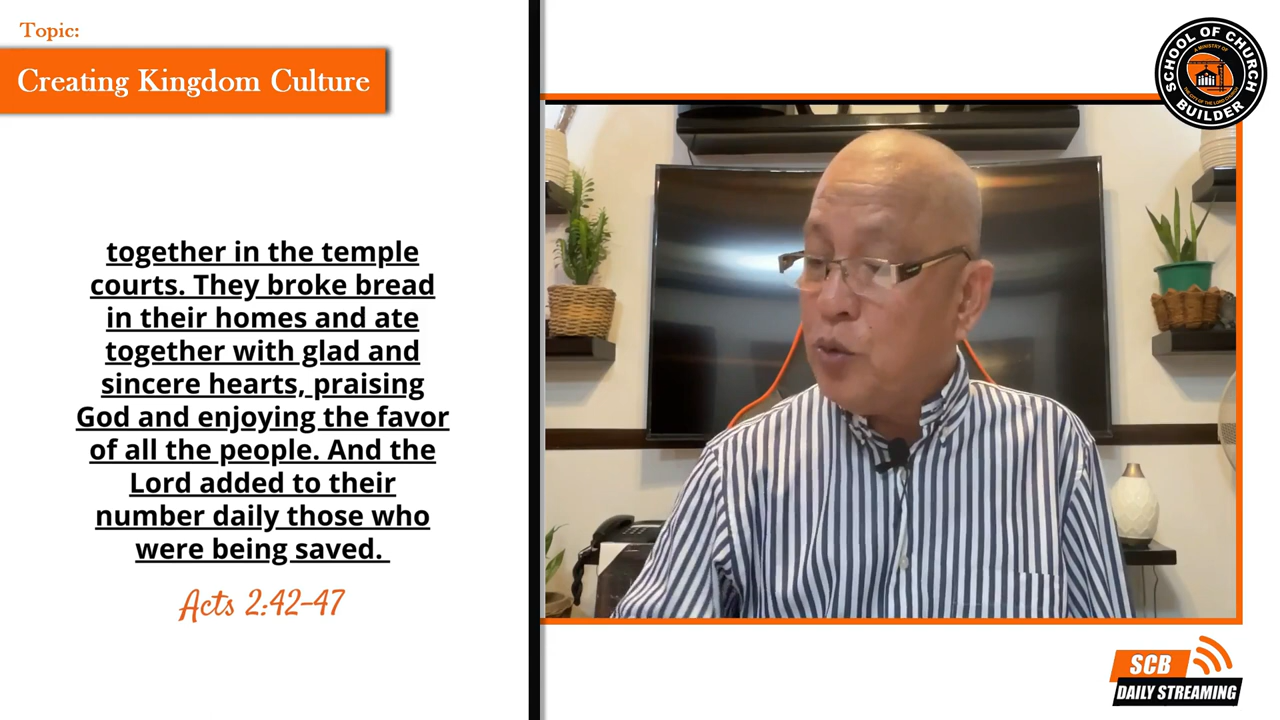 Topic:
Creating Kingdom Culture
together in the temple
courts. They broke bread
in their homes and ate
together with glad and
sincere hearts, praising
God and enjoying the favor
of all the people. And the
Lord added to their
number daily those who
were being saved.
Acts 2:42-47
SCHOOL OF CHURCH
BUILDER
A MINISTRY OF
SCB
DAILY STREAMING